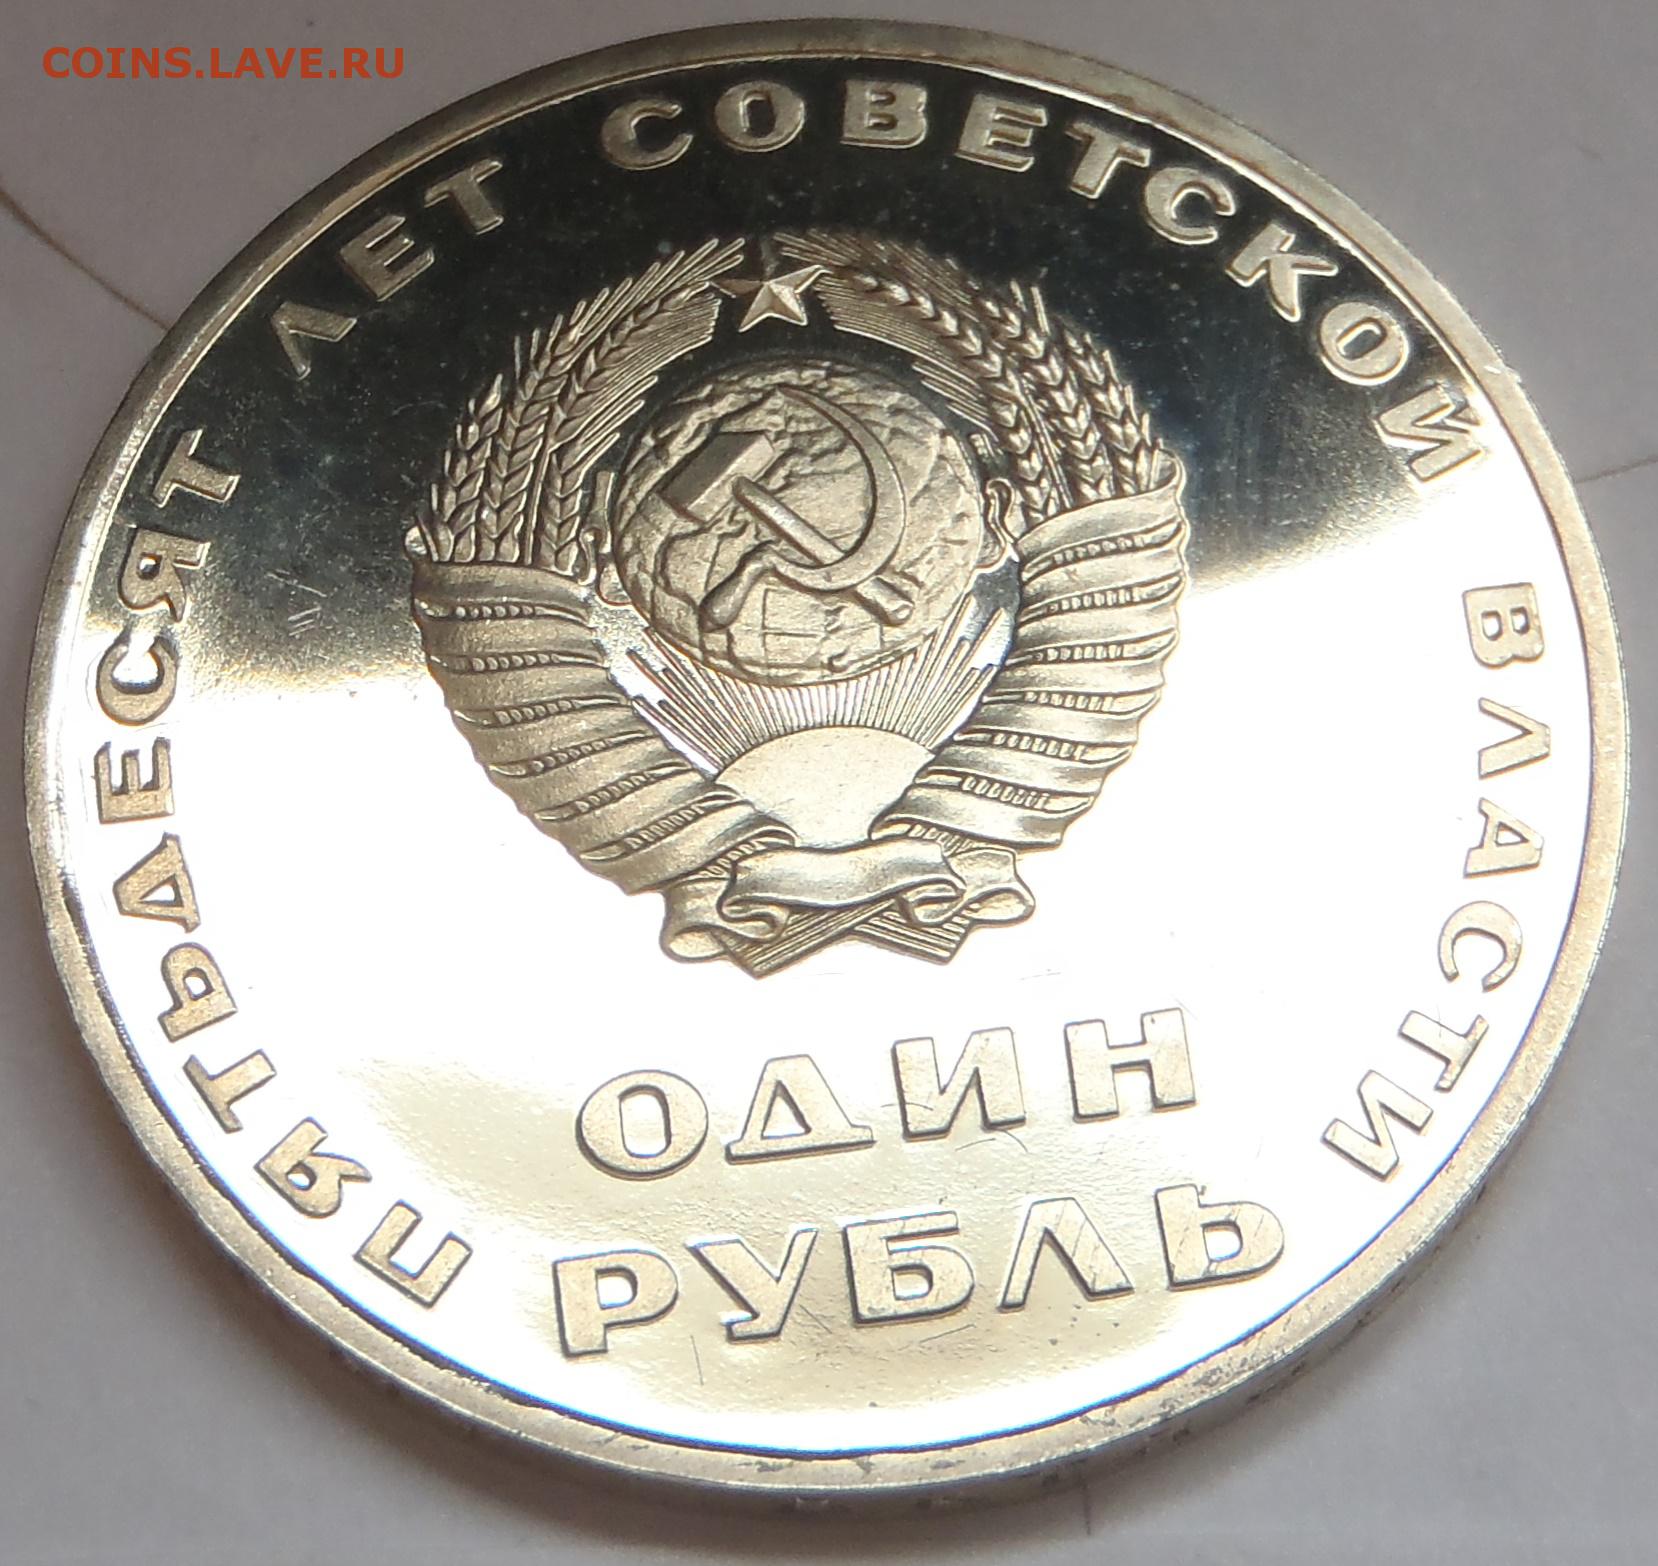 COINS.LAVE.RU
ПЯТЬДЕСЯТ ЛЕТ СОВЕТСКОЙ ВЛАСТИ
ОДИН
РУБЛЬ